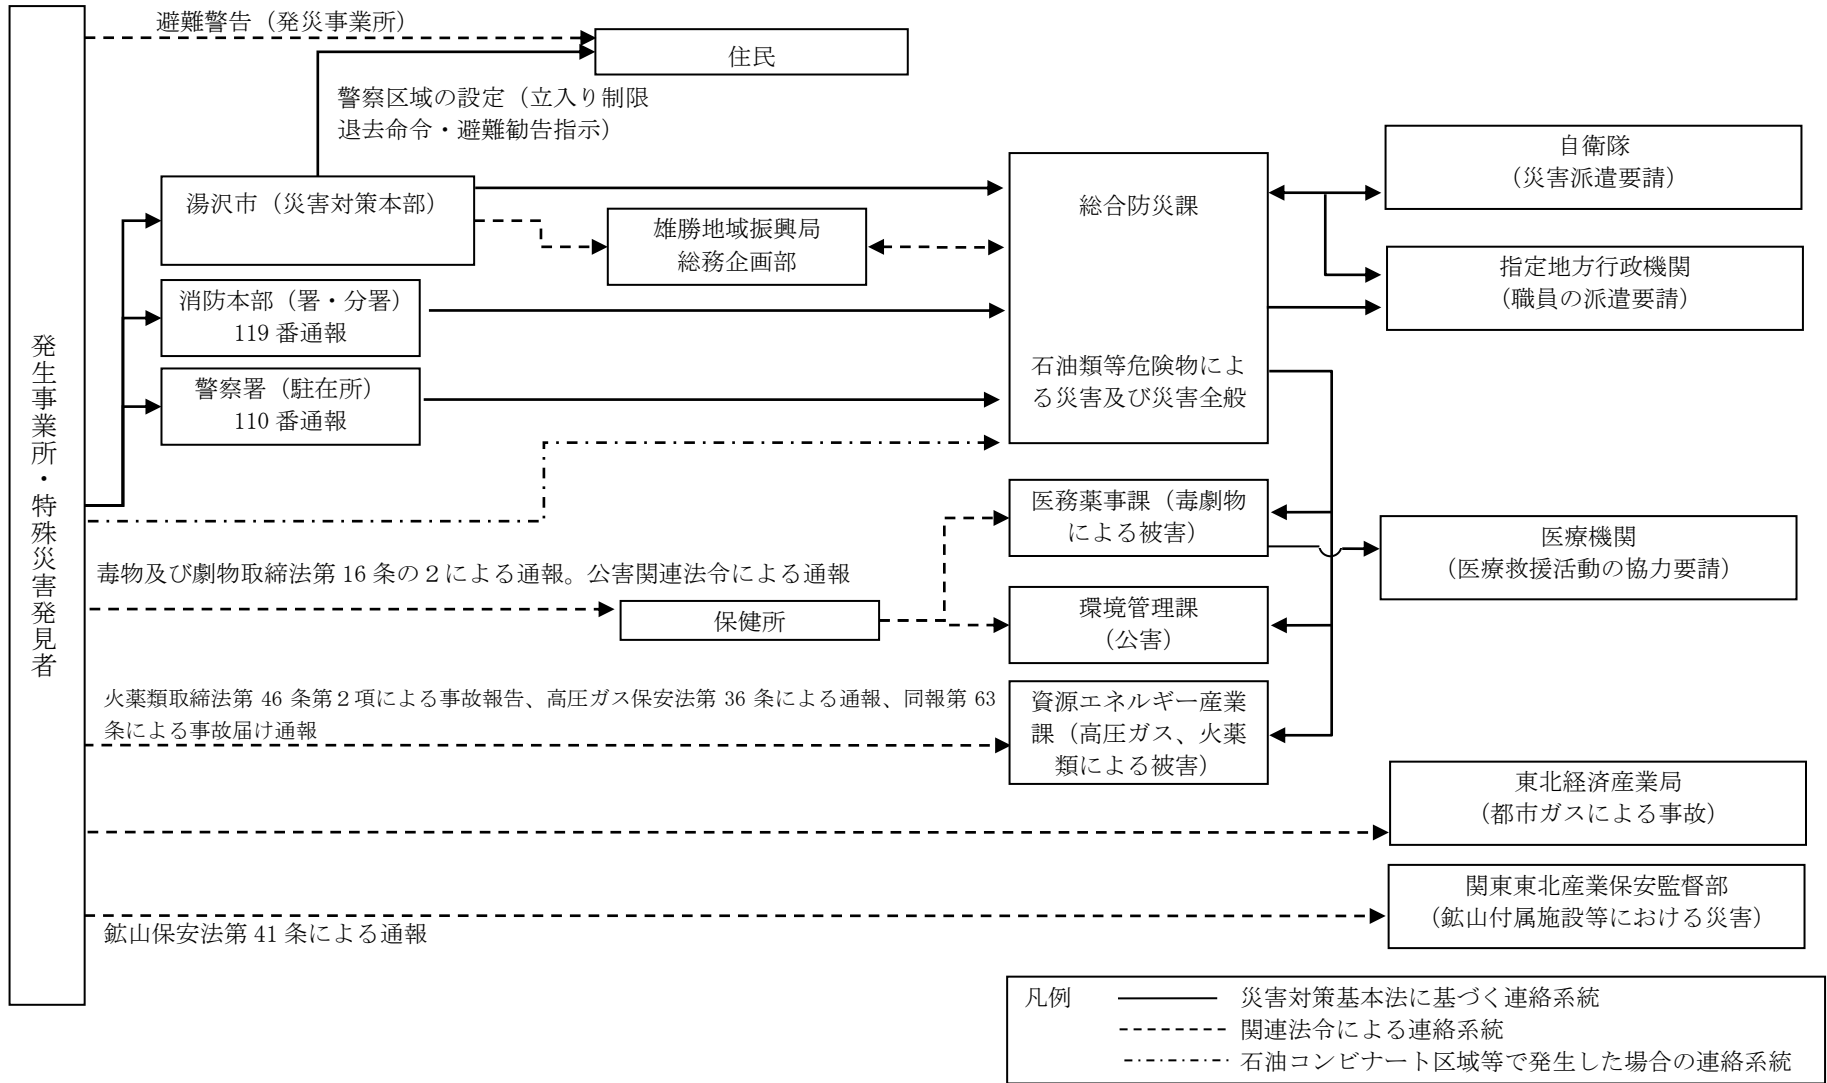 避難警告（発災事業所）
住民
警察区域の設定（立入り制限
退去命令・避難勧告指示）
自衛隊
（災害派遣要請）
湯沢市（災害対策本部）
総合防災課
雄勝地域振興局
総務企画部
指定地方行政機関
（職員の派遣要請）
消防本部（署・分署）
119 番通報
発生事業所・特殊災害発見者
石油類等危険物によ
る災害及び災害全般
警察署（駐在所）
110 番通報
医務薬事課（毒劇物
による被害）
医療機関
（医療救援活動の協力要請）
毒物及び劇物取締法第 16 条の２による通報。公害関連法令による通報
保健所
環境管理課
（公害）
火薬類取締法第 46 条第２項による事故報告、高圧ガス保安法第 36 条による通報、同報第 63
条による事故届け通報
資源エネルギー産業
課（高圧ガス、火薬
類による被害）
東北経済産業局
（都市ガスによる事故）
関東東北産業保安監督部
（鉱山付属施設等における災害）
鉱山保安法第 41 条による通報
凡例
災害対策基本法に基づく連絡系統
関連法令による連絡系統
石油コンビナート区域等で発生した場合の連絡系統